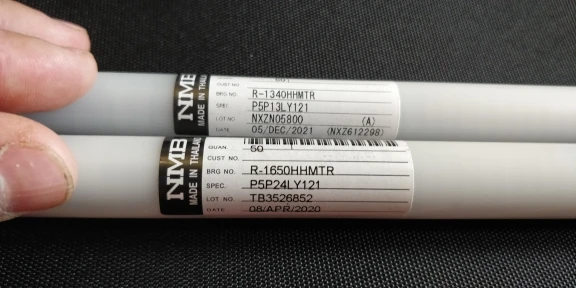 NMB
MADE IN THAILAND
CUST NO.
BRG NO. R-1340HHMTR
SPEC. P5P13LY121
LOT NO. NXZN05800 (A)
DATE 05/DEC/2021 (NXZ612298)
NMB
MADE IN THAILAND
QUAN. 50
CUST NO.
BRG NO. R-1650HHMTR
SPEC. P5P24LY121
LOT NO. TB3526852
DATE 08/APR/2020